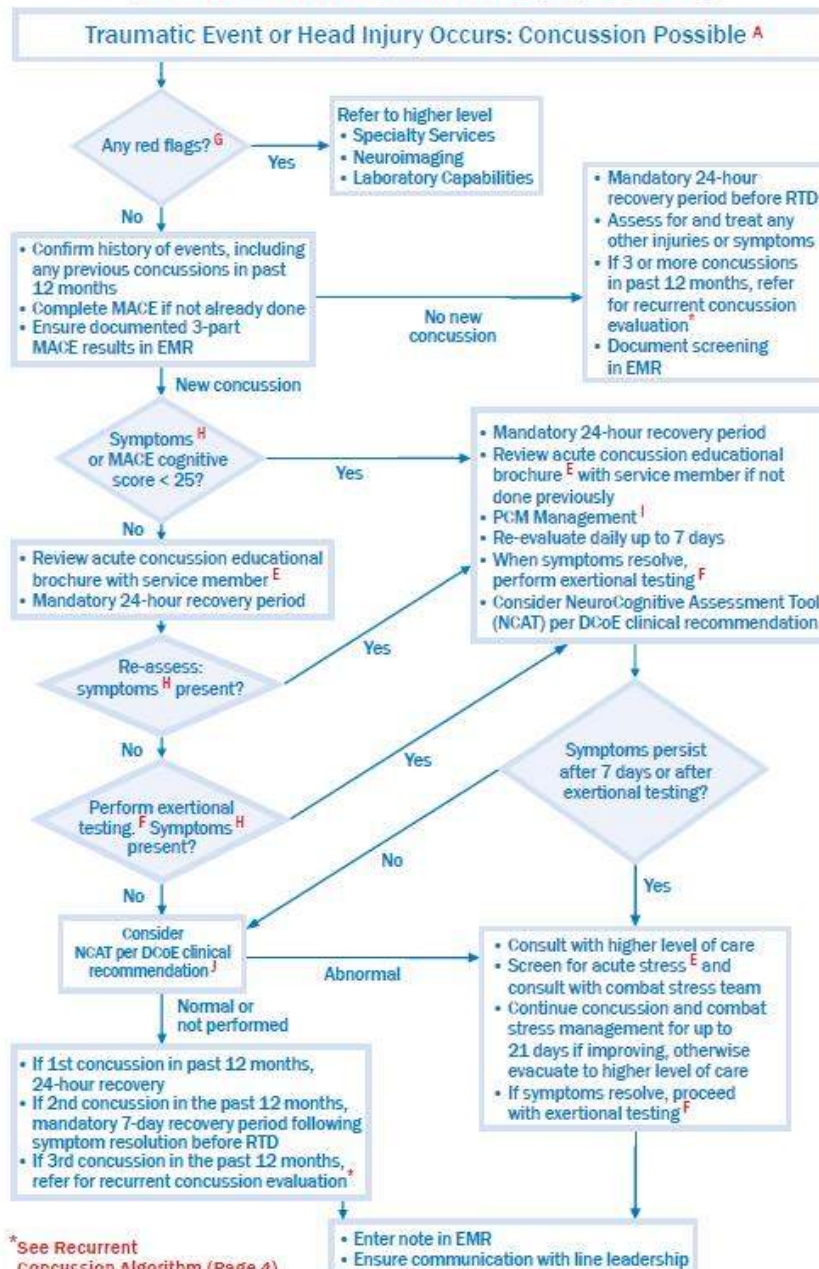 Traumatic Event or Head Injury Occurs: Concussion Possible A
Any red flags? G
Yes
Refer to higher level
• Specialty Services
• Neuroimaging
• Laboratory Capabilities
No
• Confirm history of events, including
any previous concussions in past
12 months
• Complete MACE if not already done
• Ensure documented 3-part
MACE results in EMR
No new
concussion
• Mandatory 24-hour
recovery period before RTD
• Assess for and treat any
other injuries or symptoms
• If 3 or more concussions
in past 12 months, refer
for recurrent concussion
evaluation*
• Document screening
in EMR
New concussion
Symptoms H
or MACE cognitive
score < 25?
Yes
• Mandatory 24-hour recovery period
• Review acute concussion educational
brochure E with service member if not
done previously
• PCM Management I
• Re-evaluate daily up to 7 days
• When symptoms resolve,
perform exertional testing F
• Consider NeuroCognitive Assessment Tool
(NCAT) per DCoE clinical recommendation
No
• Review acute concussion educational
brochure with service member E
• Mandatory 24-hour recovery period
Re-assess:
symptoms H present?
Yes
No
Perform exertional
testing. F Symptoms H
present?
Yes
Symptoms persist
after 7 days or after
exertional testing?
No
Yes
No
Consider
NCAT per DCoE clinical
recommendation J
Abnormal
• Consult with higher level of care
• Screen for acute stress E and
consult with combat stress team
• Continue concussion and combat
stress management for up to
21 days if improving, otherwise
evacuate to higher level of care
• If symptoms resolve, proceed
with exertional testing F
Normal or
not performed
• If 1st concussion in past 12 months,
24-hour recovery
• If 2nd concussion in the past 12 months,
mandatory 7-day recovery period following
symptom resolution before RTD
• If 3rd concussion in the past 12 months,
refer for recurrent concussion evaluation*
• Enter note in EMR
• Ensure communication with line leadership
*See Recurrent
Concussion Algorithm (Page 4)